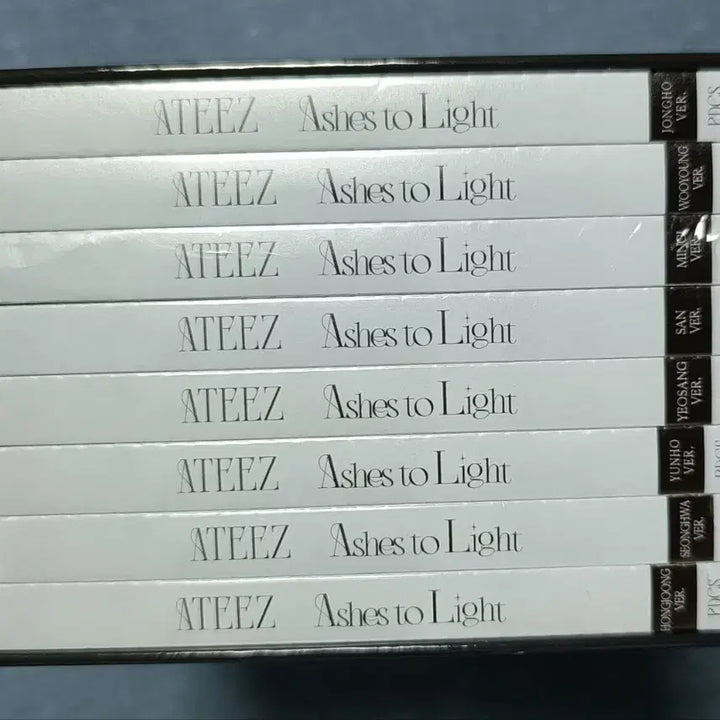 ATEEZ Ashes to Light JONGHO VER.
ATEEZ Ashes to Light WOOYOUNG VER.
ATEEZ Ashes to Light MINGI VER.
ATEEZ Ashes to Light SAN VER.
ATEEZ Ashes to Light YEOSANG VER.
ATEEZ Ashes to Light YUNHO VER.
ATEEZ Ashes to Light SEONGHWA VER.
ATEEZ Ashes to Light HONGJOONG VER.